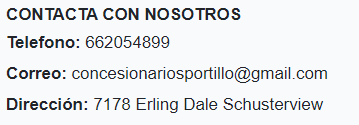 CONTACTA CON NOSOTROS
Telefono: 662054899
Correo: concesionariosportillo@gmail.com
Dirección: 7178 Erling Dale Schusterview